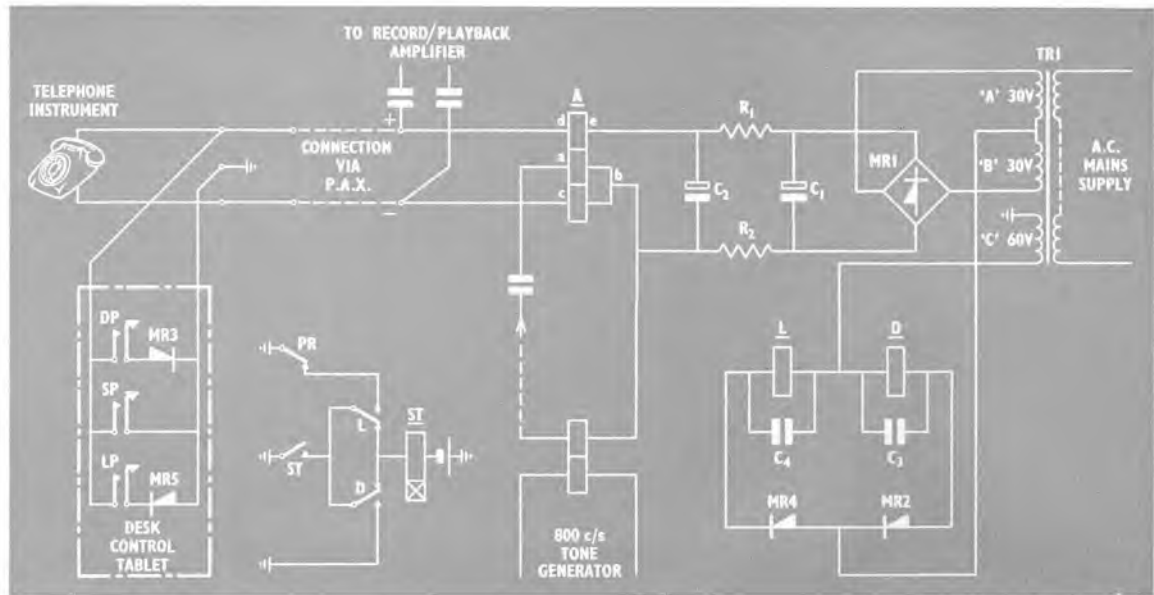 TO RECORD/PLAYBACK
AMPLIFIER
TELEPHONE
INSTRUMENT
CONNECTION
VIA
P.A.X.
+
−
A
d
e
a
b
c
R1
R2
C2
C1
MR1
TR1
'A' 30V
'B' 30V
'C' 60V
A.C.
MAINS
SUPPLY
DP
MR3
SP
LP
MR5
DESK
CONTROL
TABLET
PR
L
ST
ST
D
800 c/s
TONE
GENERATOR
L
D
C4
C3
MR4
MR2